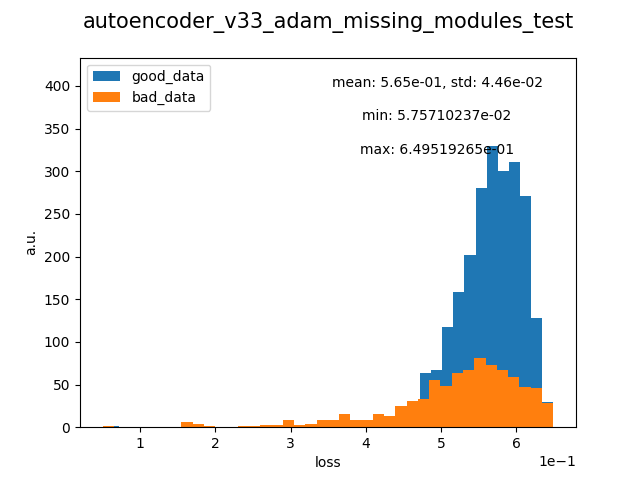 autoencoder_v33_adam_missing_modules_test
good_data
bad_data
mean: 5.65e-01, std: 4.46e-02
min: 5.75710237e-02
max: 6.49519265e-01
400
350
300
250
200
150
100
50
0
a.u.
1 2 3 4 5 6
1e−1
loss